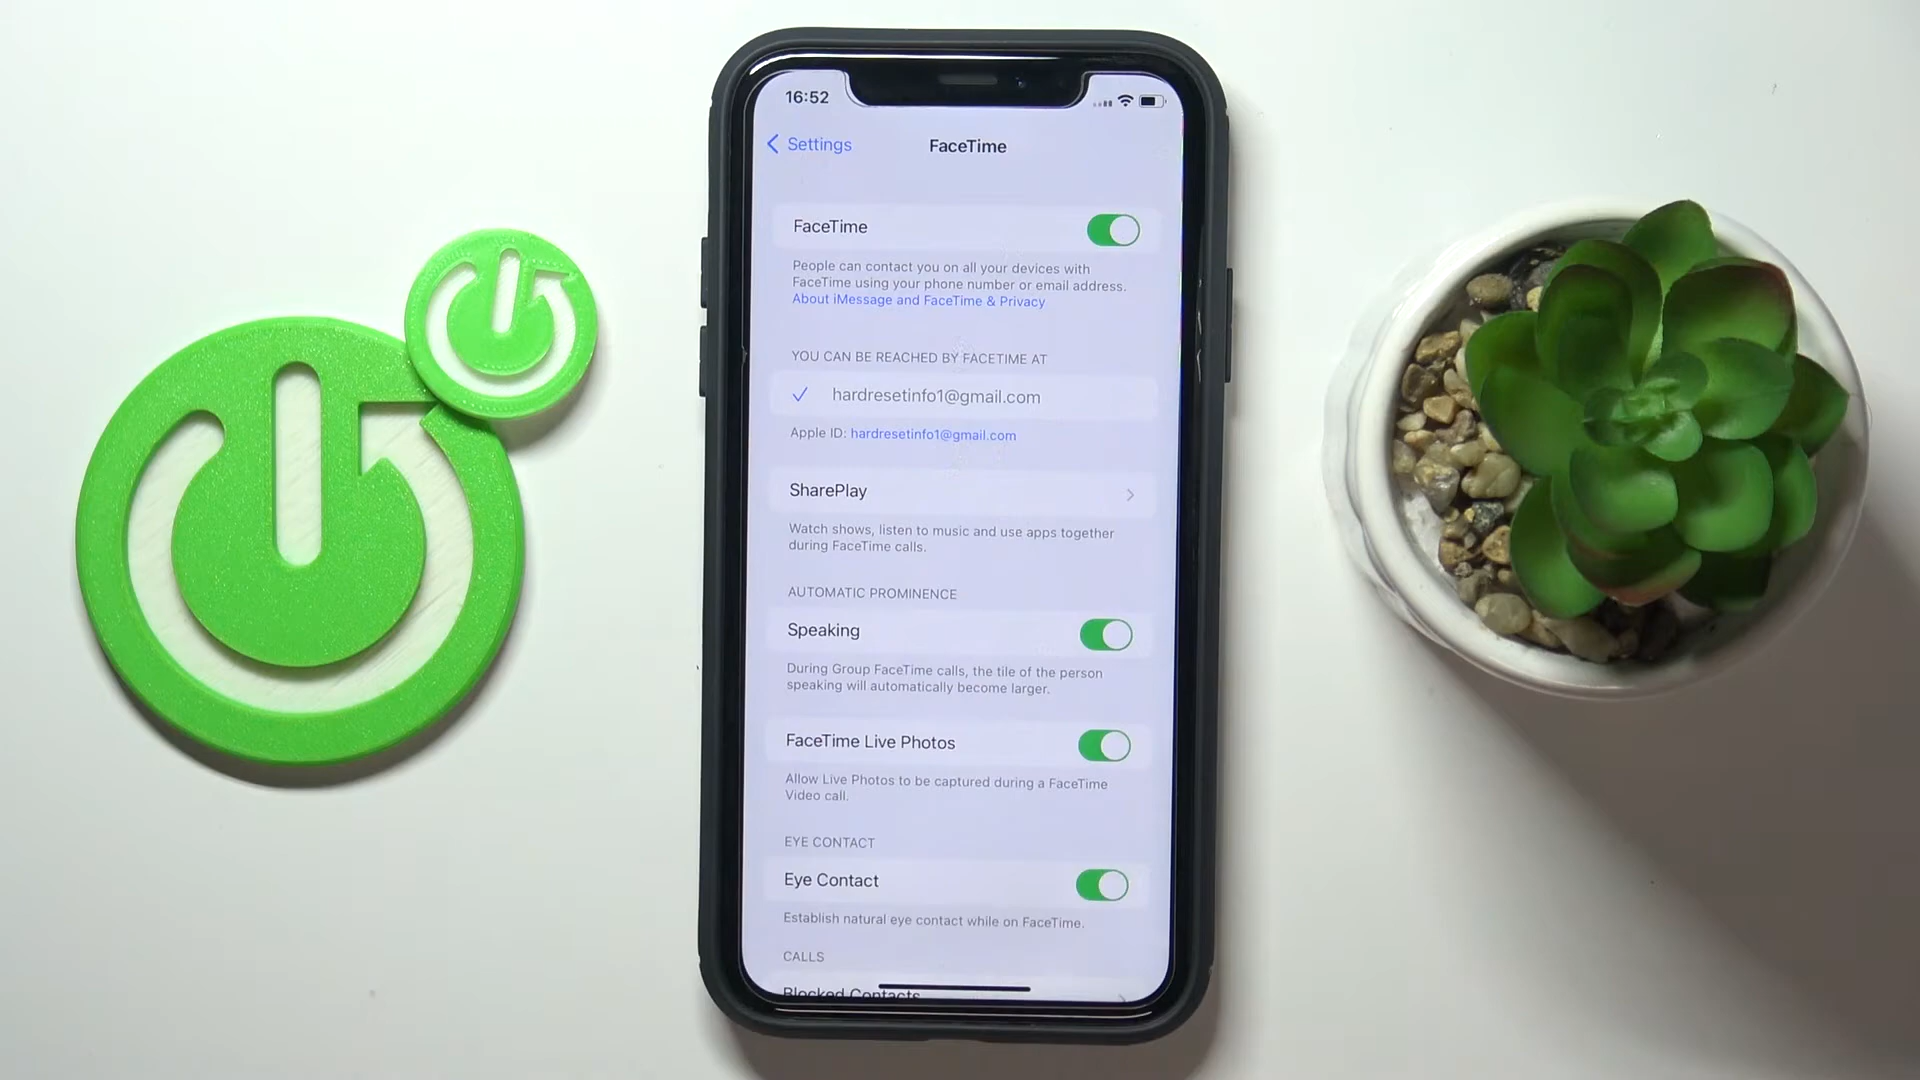 16:52
Settings
FaceTime
FaceTime
People can contact you on all your devices with
FaceTime using your phone number or email address.
About iMessage and FaceTime & Privacy
YOU CAN BE REACHED BY FACETIME AT
hardresetinfo1@gmail.com
Apple ID: hardresetinfo1@gmail.com
SharePlay
Watch shows, listen to music and use apps together
during FaceTime calls.
AUTOMATIC PROMINENCE
Speaking
During Group FaceTime calls, the tile of the person
speaking will automatically become larger.
FaceTime Live Photos
Allow Live Photos to be captured during a FaceTime
Video call.
EYE CONTACT
Eye Contact
Establish natural eye contact while on FaceTime.
CALLS
Blocked Contacts